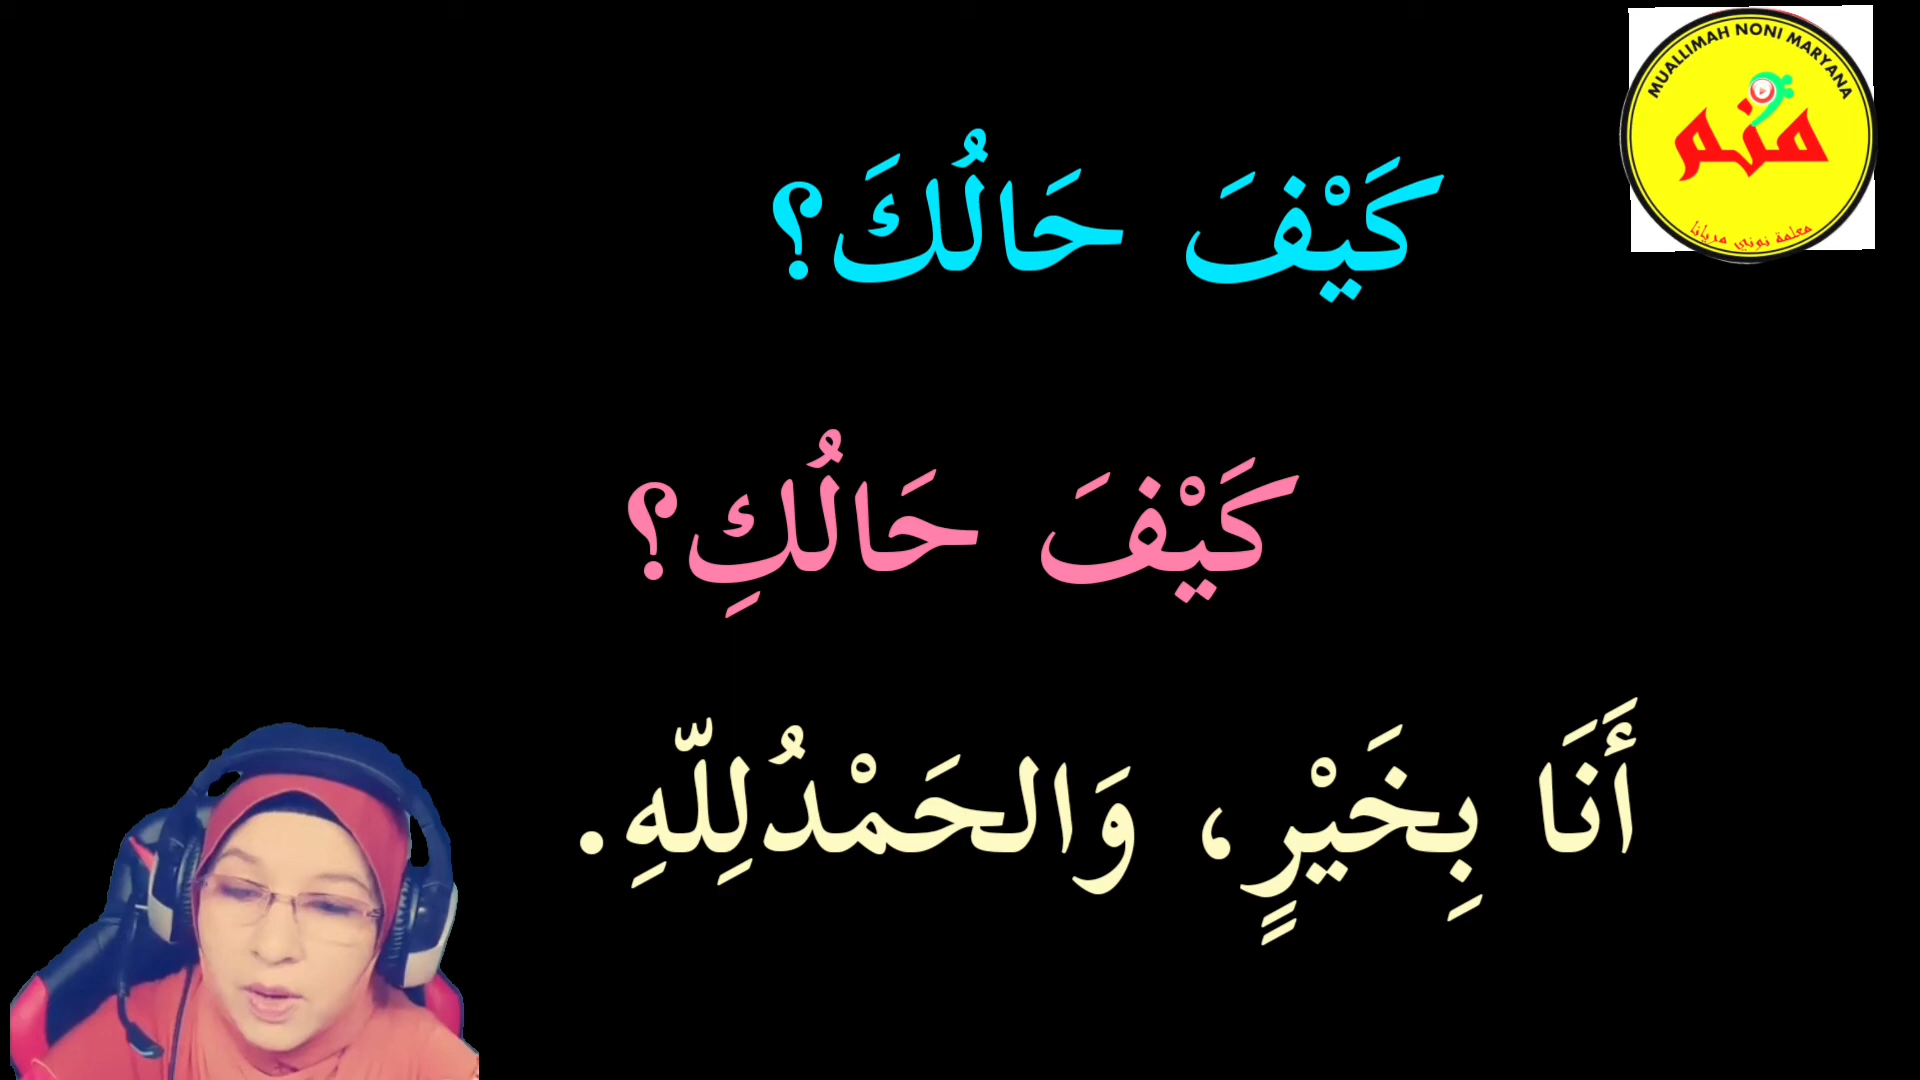 MUALLIMAH NONI MARYANA
منم
معلمة نوني مريانا
كَيْفَ حَالُكَ؟
كَيْفَ حَالُكِ؟
أَنَا بِخَيْرٍ، وَالحَمْدُلِلّهِ.